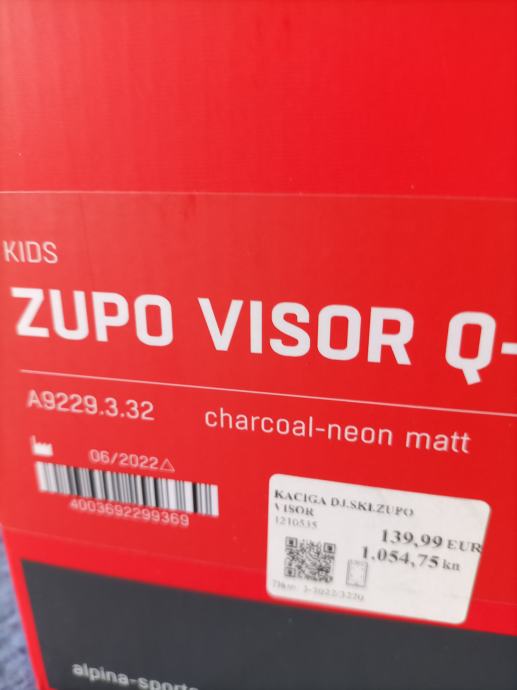 KIDS
ZUPO VISOR Q-
A9229.3.32 charcoal-neon matt
06/2022
4003692299369
KACIGA DJ.SKI.ZUPO
VISOR
1210535
139,99 EUR
1.054,75 kn
alpina-sports